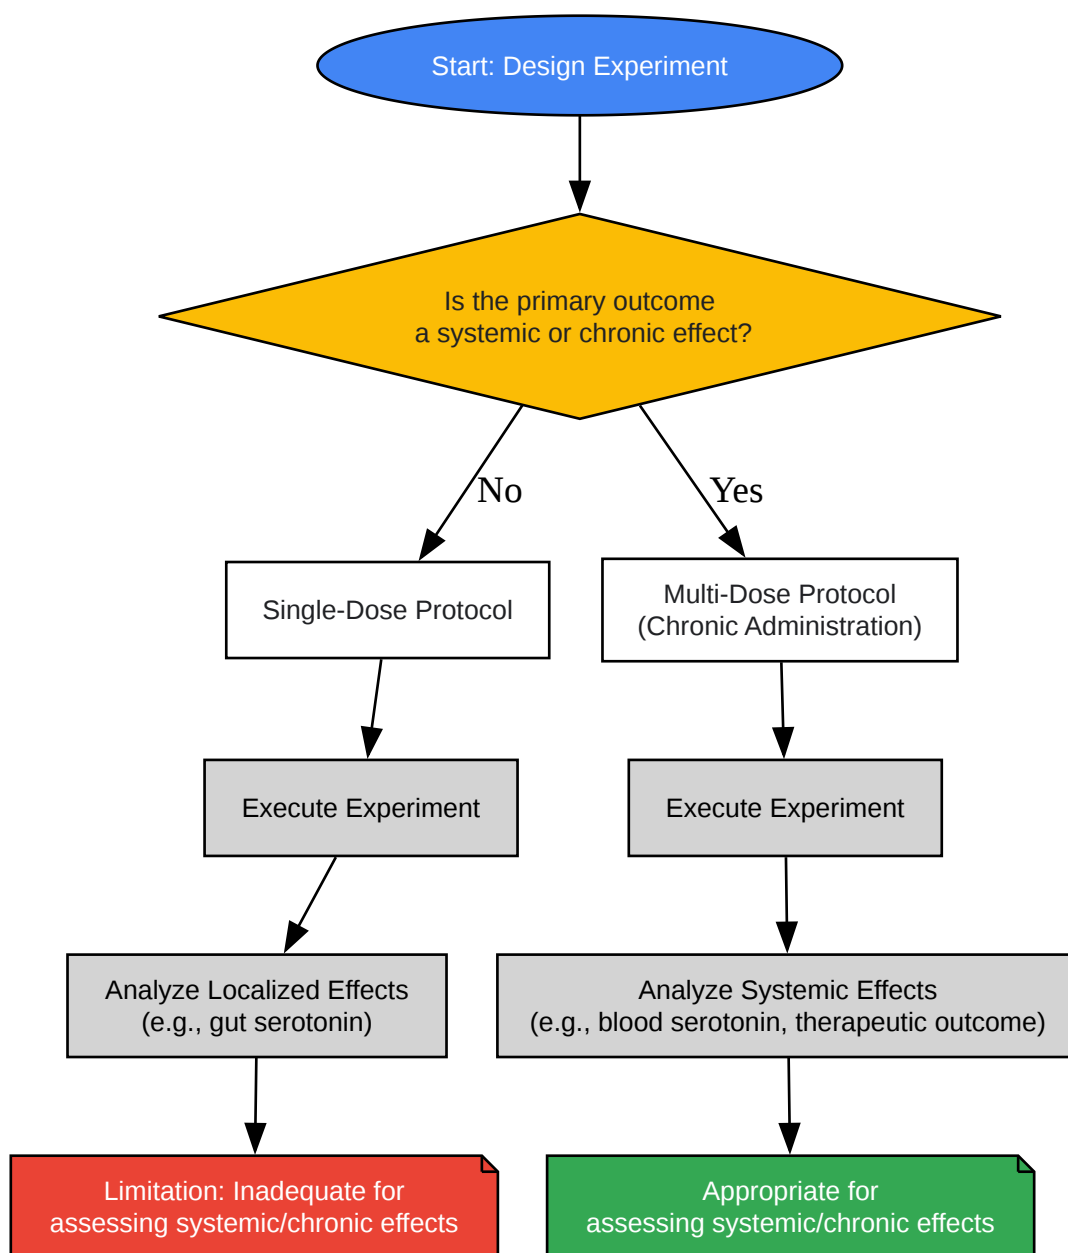 Start: Design Experiment
Is the primary outcome
a systemic or chronic effect?
No
Yes
Single-Dose Protocol
Multi-Dose Protocol
(Chronic Administration)
Execute Experiment
Execute Experiment
Analyze Localized Effects
(e.g., gut serotonin)
Analyze Systemic Effects
(e.g., blood serotonin, therapeutic outcome)
Limitation: Inadequate for
assessing systemic/chronic effects
Appropriate for
assessing systemic/chronic effects